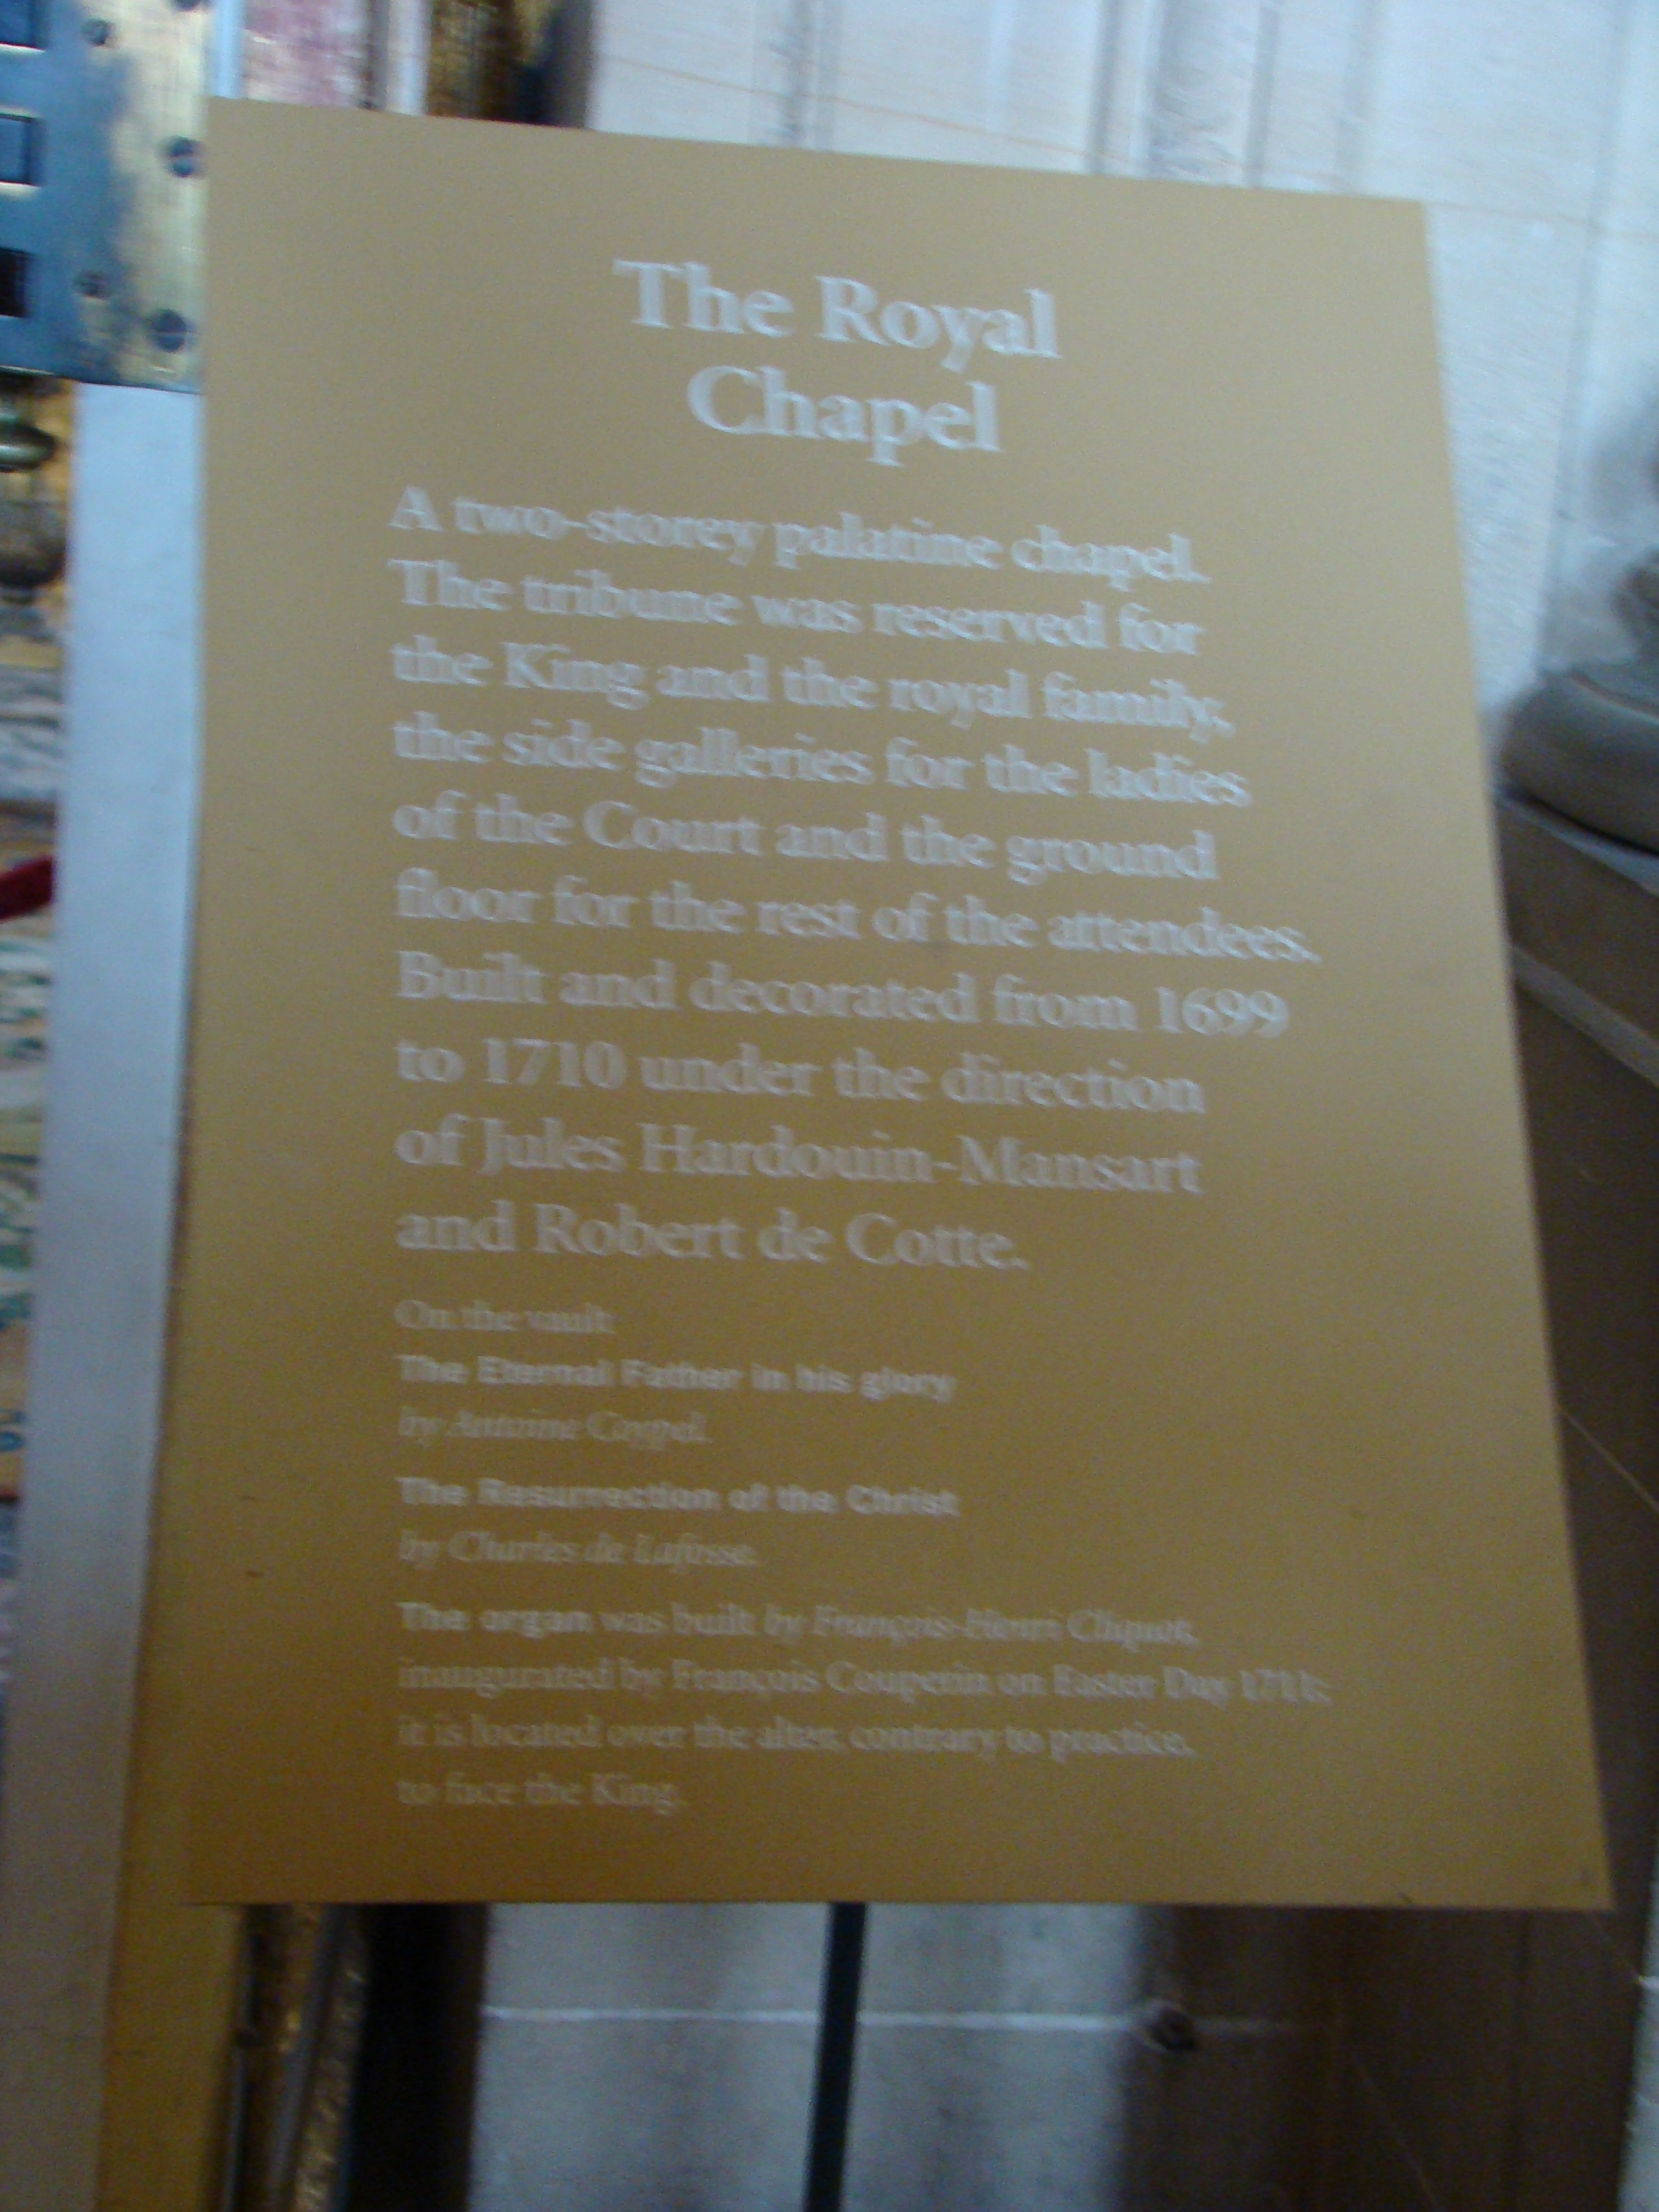 The Royal
Chapel
A two-storey palatine chapel.
The tribune was reserved for
the King and the royal family,
the side galleries for the ladies
of the Court and the ground
floor for the rest of the attendees.
Built and decorated from 1699
to 1710 under the direction
of Jules Hardouin-Mansart
and Robert de Cotte.
On the vault
The Eternal Father in his glory
by Antoine Coypel.
The Resurrection of the Christ
by Charles de Lafosse.
The organ was built by François-Henri Cliquot,
inaugurated by François Couperin on Easter Day 1711;
it is located over the alter, contrary to practice,
to face the King.